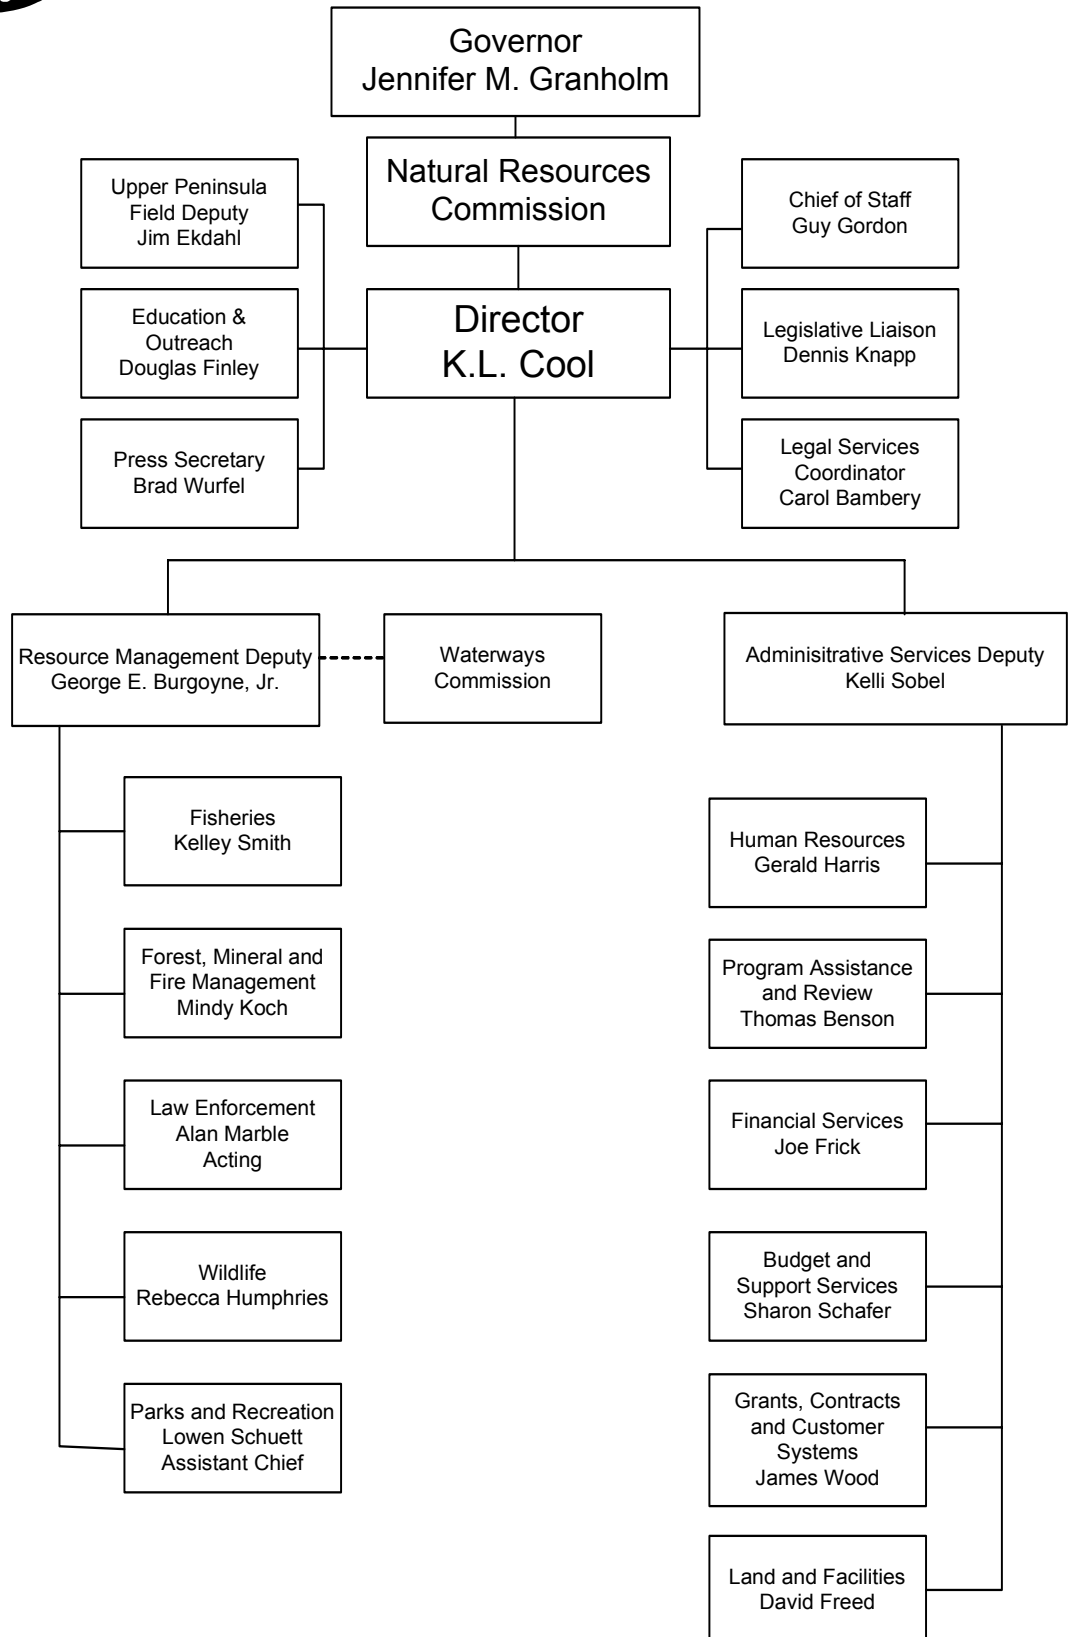 Governor
Jennifer M. Granholm
Natural Resources
Commission
Upper Peninsula
Field Deputy
Jim Ekdahl
Chief of Staff
Guy Gordon
Education &
Outreach
Douglas Finley
Director
K.L. Cool
Legislative Liaison
Dennis Knapp
Press Secretary
Brad Wurfel
Legal Services
Coordinator
Carol Bambery
Resource Management Deputy
George E. Burgoyne, Jr.
Waterways
Commission
Adminisitrative Services Deputy
Kelli Sobel
Fisheries
Kelley Smith
Forest, Mineral and
Fire Management
Mindy Koch
Law Enforcement
Alan Marble
Acting
Wildlife
Rebecca Humphries
Parks and Recreation
Lowen Schuett
Assistant Chief
Human Resources
Gerald Harris
Program Assistance
and Review
Thomas Benson
Financial Services
Joe Frick
Budget and
Support Services
Sharon Schafer
Grants, Contracts
and Customer
Systems
James Wood
Land and Facilities
David Freed